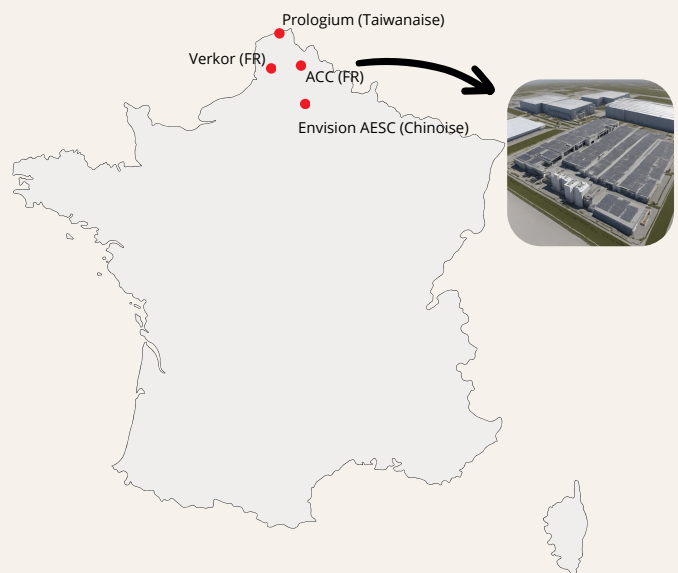 Prologium (Taiwanaise)
Verkor (FR)
ACC (FR)
Envision AESC (Chinoise)